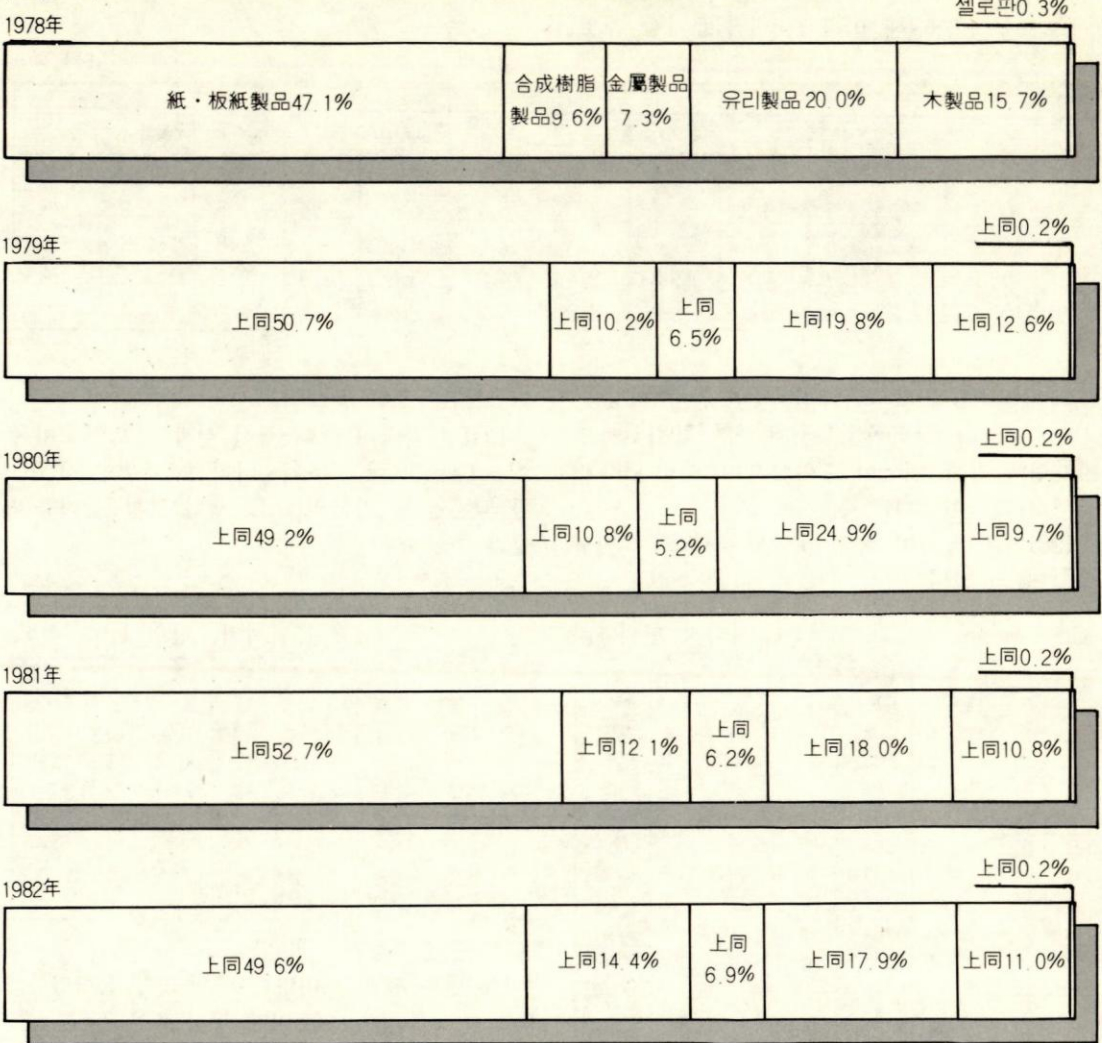 셀로판0.3%
1978年
紙・板紙製品47.1%
合成樹脂
製品9.6%
金屬製品
7.3%
유리製品20.0%
木製品15.7%
上同0.2%
1979年
上同50.7%
上同10.2%
上同
6.5%
上同19.8%
上同12.6%
上同0.2%
1980年
上同49.2%
上同10.8%
上同
5.2%
上同24.9%
上同9.7%
上同0.2%
1981年
上同52.7%
上同12.1%
上同
6.2%
上同18.0%
上同10.8%
上同0.2%
1982年
上同49.6%
上同14.4%
上同
6.9%
上同17.9%
上同11.0%